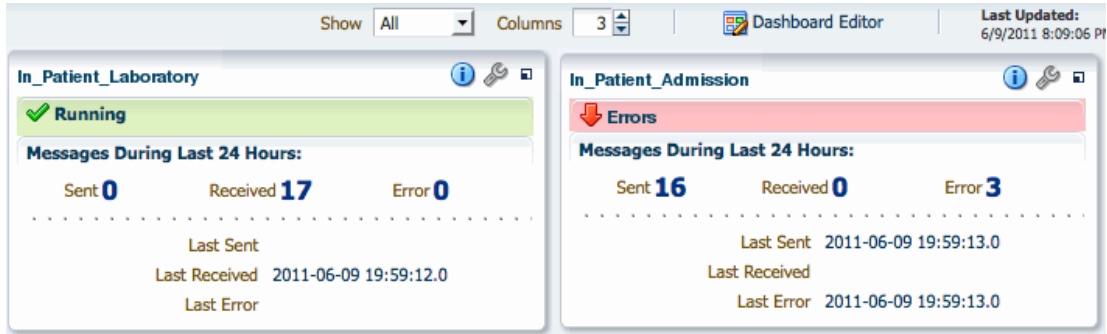 Show All Columns 3 Dashboard Editor Last Updated:
6/9/2011 8:09:06
In_Patient_Laboratory
Running
Messages During Last 24 Hours:
Sent 0 Received 17 Error 0
Last Sent
Last Received 2011-06-09 19:59:12.0
Last Error
In_Patient_Admission
Errors
Messages During Last 24 Hours:
Sent 16 Received 0 Error 3
Last Sent 2011-06-09 19:59:13.0
Last Received
Last Error 2011-06-09 19:59:13.0